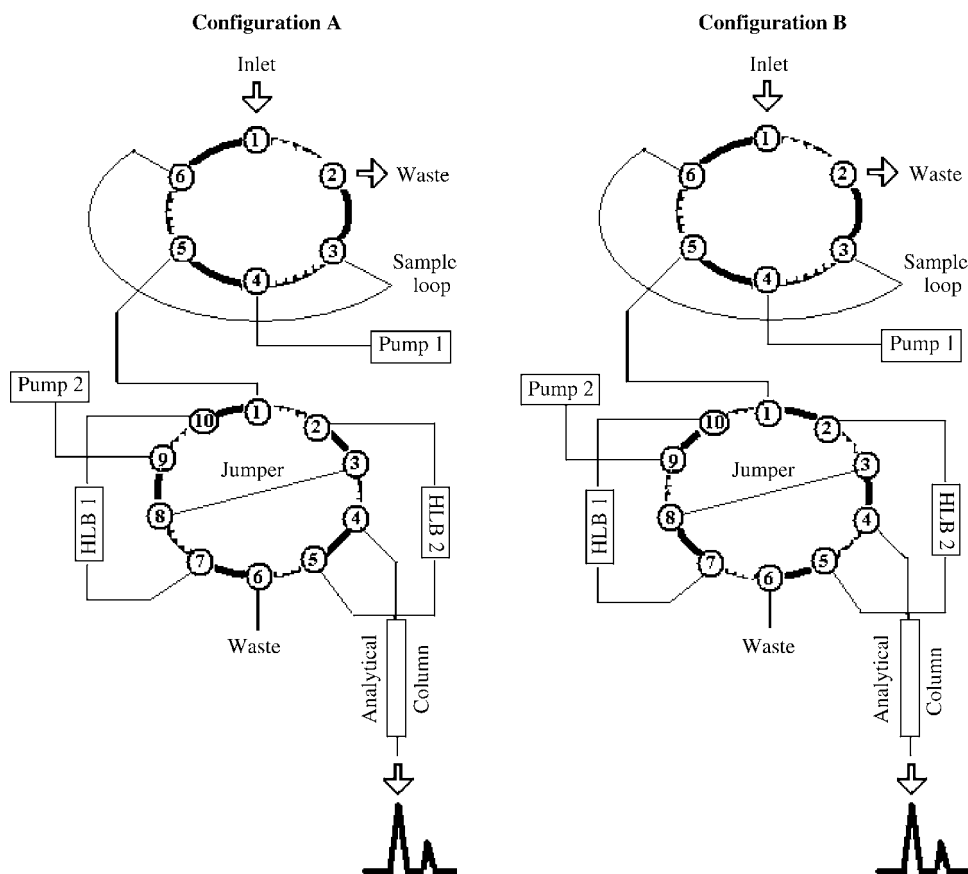 Configuration A
Inlet
1
2
Waste
6
5
3
4
Sample
loop
Pump 1
Pump 2
1
10
2
9
3
Jumper
8
4
HLB 1
HLB 2
7
5
6
Waste
Analytical
Column
Configuration B
Inlet
1
2
Waste
6
5
3
4
Sample
loop
Pump 1
Pump 2
1
10
2
9
3
Jumper
8
4
HLB 1
HLB 2
7
5
6
Waste
Analytical
Column